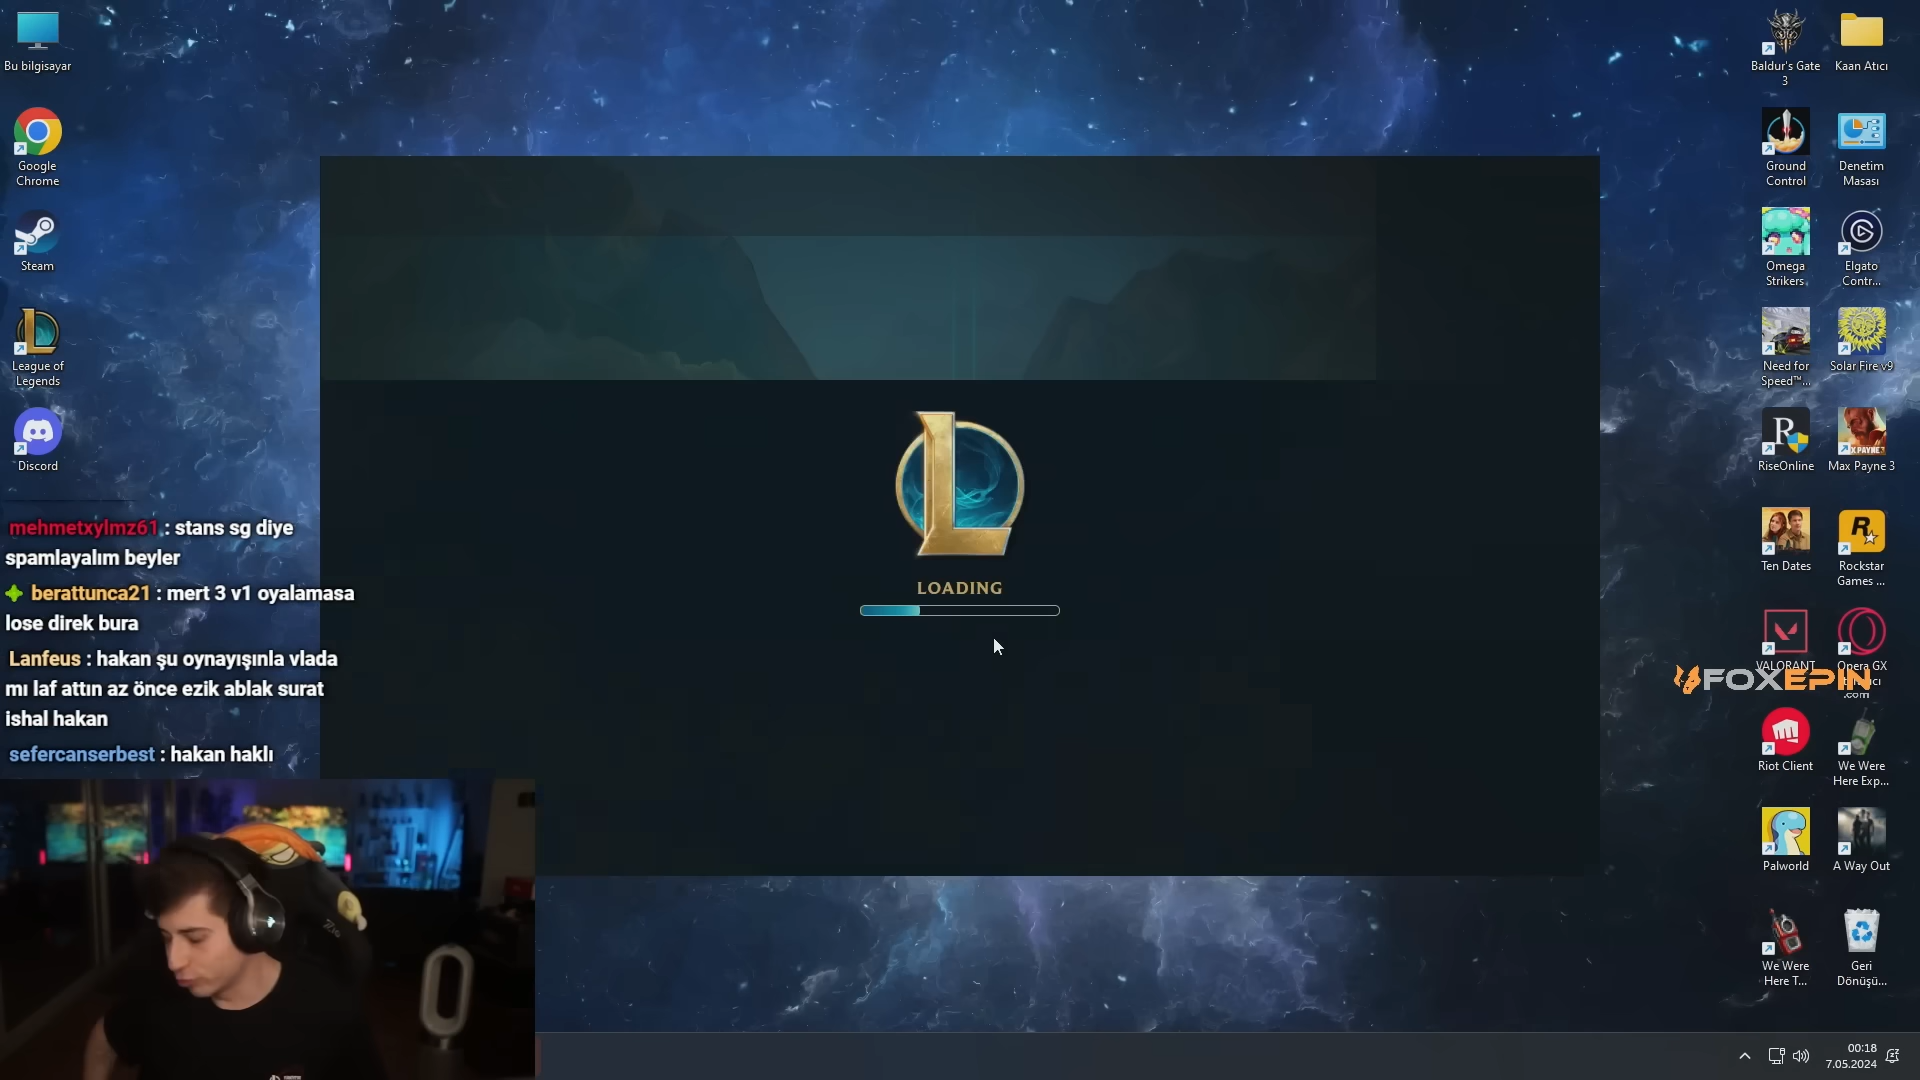 Bu bilgisayar
Google
Chrome
Steam
League of
Legends
Discord
mehmetxylmz61 : stans sg diye
spamlayalım beyler
berattunca21 : mert 3 v1 oyalamasa
lose direk bura
Lanfeus : hakan şu oynayışınla vlada
mı laf attın az önce ezik ablak surat
ishal hakan
sefercanserbest : hakan haklı
LOADING
Baldur's Gate
3
Kaan Atıcı
Ground
Control
Denetim
Masası
Omega
Strikers
Elgato
Contr...
Need for
Speed™...
Solar Fire v9
RiseOnline
Max Payne 3
Ten Dates
Rockstar
Games ...
VALORANT
Opera GX
FOXEPIN
.com
Riot Client
We Were
Here Exp...
Palworld
A Way Out
We Were
Here T...
Geri
Dönüşü...
00:18
7.05.2024